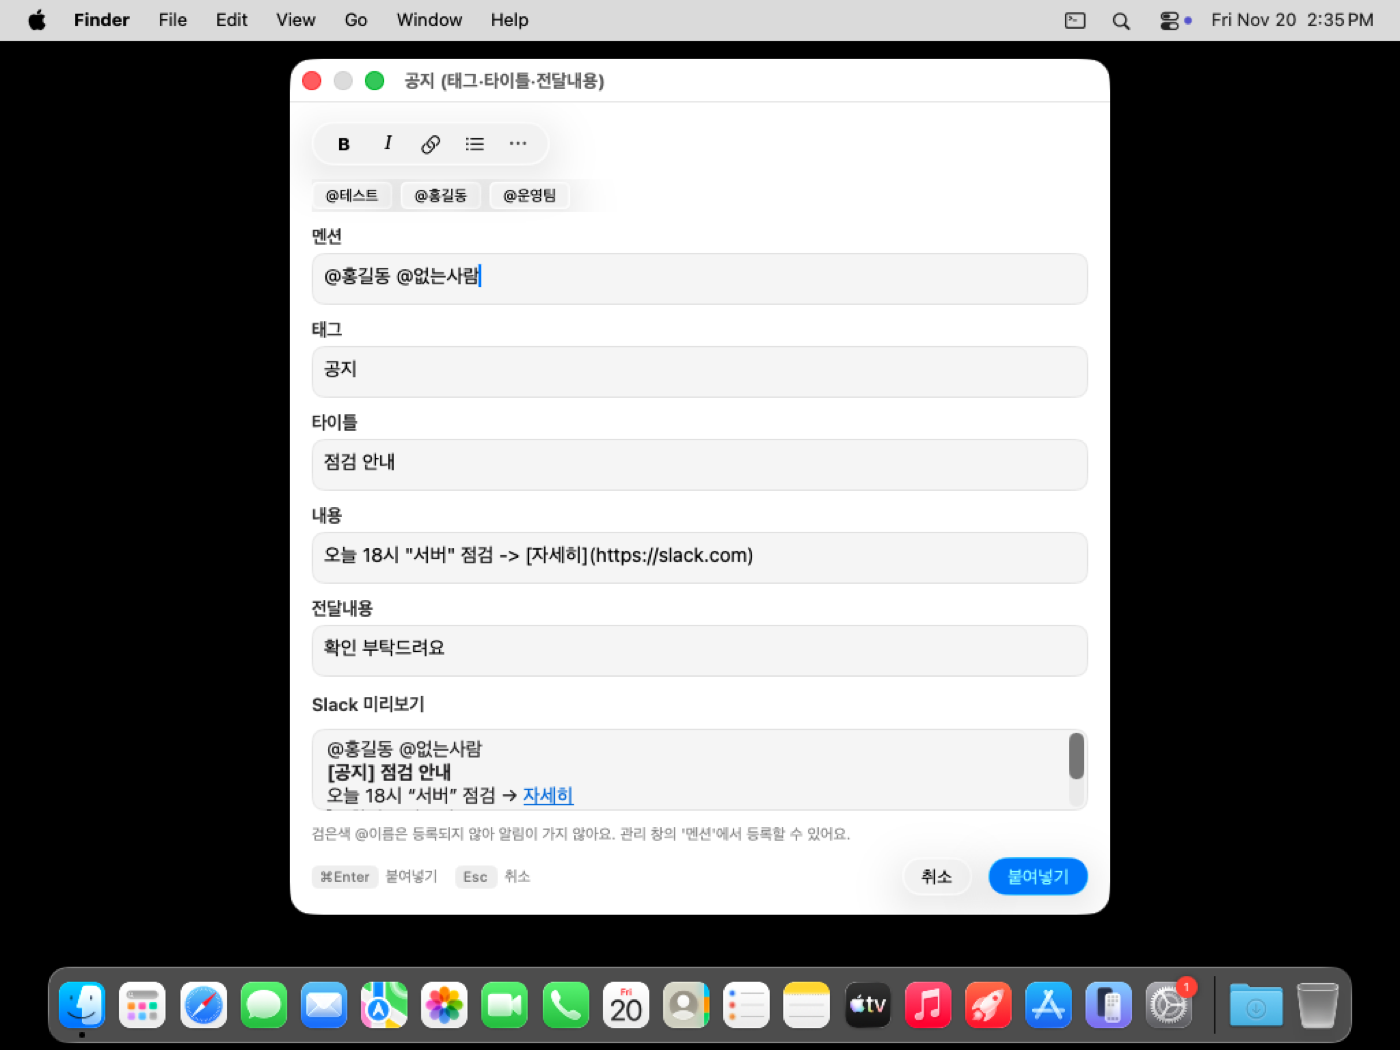 Finder File Edit View Go Window Help Fri Nov 20 2:35 PM
공지 (태그·타이틀·전달내용)
B I ···
@테스트 @홍길동 @운영팀
멘션
@홍길동 @없는사람
태그
공지
타이틀
점검 안내
내용
오늘 18시 "서버" 점검 -> [자세히](https://slack.com)
전달내용
확인 부탁드려요
Slack 미리보기
@홍길동 @없는사람
[공지] 점검 안내
오늘 18시 “서버” 점검 → 자세히
검은색 @이름은 등록되지 않아 알림이 가지 않아요. 관리 창의 '멘션'에서 등록할 수 있어요.
⌘Enter 붙여넣기 Esc 취소 취소 붙여넣기
Fri
20
tv
1